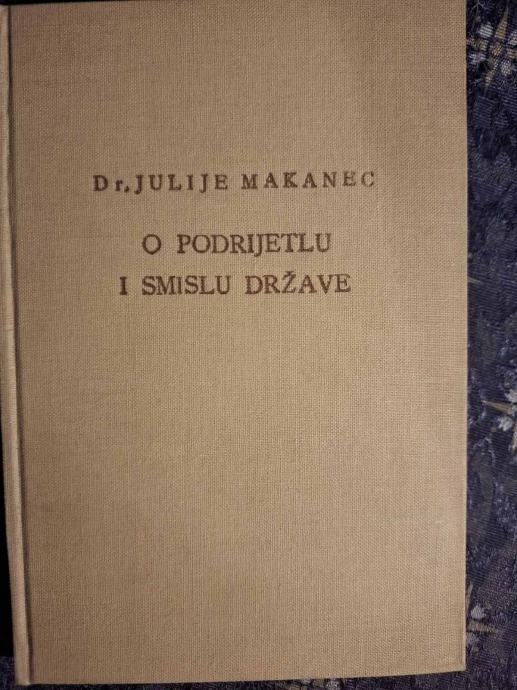 Dr. JULIJE MAKANEC
O PODRIJETLU
I SMISLU DRŽAVE